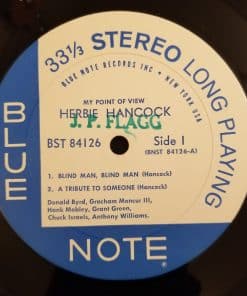 33⅓ STEREO LONG PLAYING
BLUE NOTE RECORDS INC • NEW YORK USA
MY POINT OF VIEW
HERBIE HANCOCK
J. P. FLAGG
BST 84126 Side 1
(BNST 84126-A)
1. BLIND MAN, BLIND MAN (Hancock)
2. A TRIBUTE TO SOMEONE (Hancock)
Donald Byrd, Gracham Moncur III,
Hank Mobley, Grant Green,
Chuck Israels, Anthony Williams.
BLUE
NOTE
®